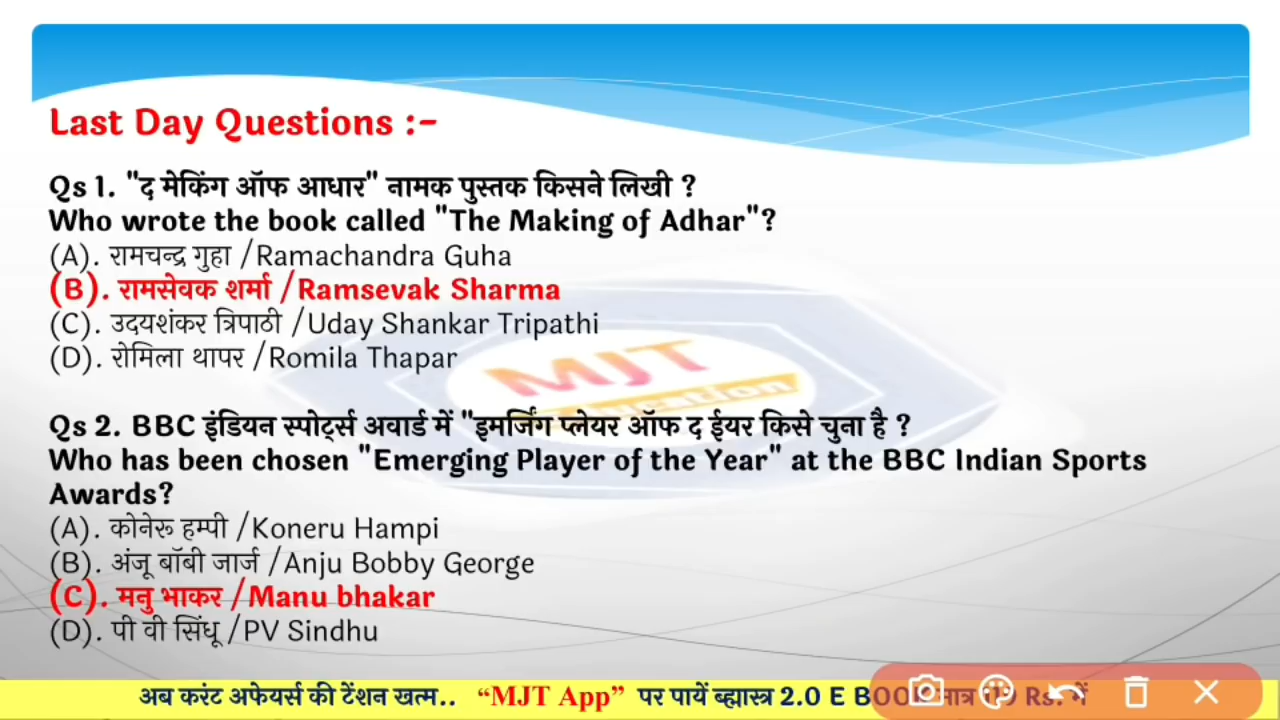 Last Day Questions :-
Qs 1. "द मेकिंग ऑफ आधार" नामक पुस्तक किसने लिखी ?
Who wrote the book called "The Making of Adhar"?
(A). रामचन्द्र गुहा /Ramachandra Guha
(B). रामसेवक शर्मा /Ramsevak Sharma
(C). उदयशंकर त्रिपाठी /Uday Shankar Tripathi
(D). रोमिला थापर /Romila Thapar
MJT
Education
Qs 2. BBC इंडियन स्पोर्ट्स अवार्ड में "इमर्जिंग प्लेयर ऑफ द ईयर किसे चुना है ?
Who has been chosen "Emerging Player of the Year" at the BBC Indian Sports
Awards?
(A). कोनेरू हम्पी /Koneru Hampi
(B). अंजू बॉबी जार्ज /Anju Bobby George
(C). मनु भाकर /Manu bhakar
(D). पी वी सिंधू /PV Sindhu
अब करंट अफेयर्स की टेंशन खत्म.. “MJT App” पर पायें ब्ह्मास्त्र 2.0 E BOOK मात्र Rs. में